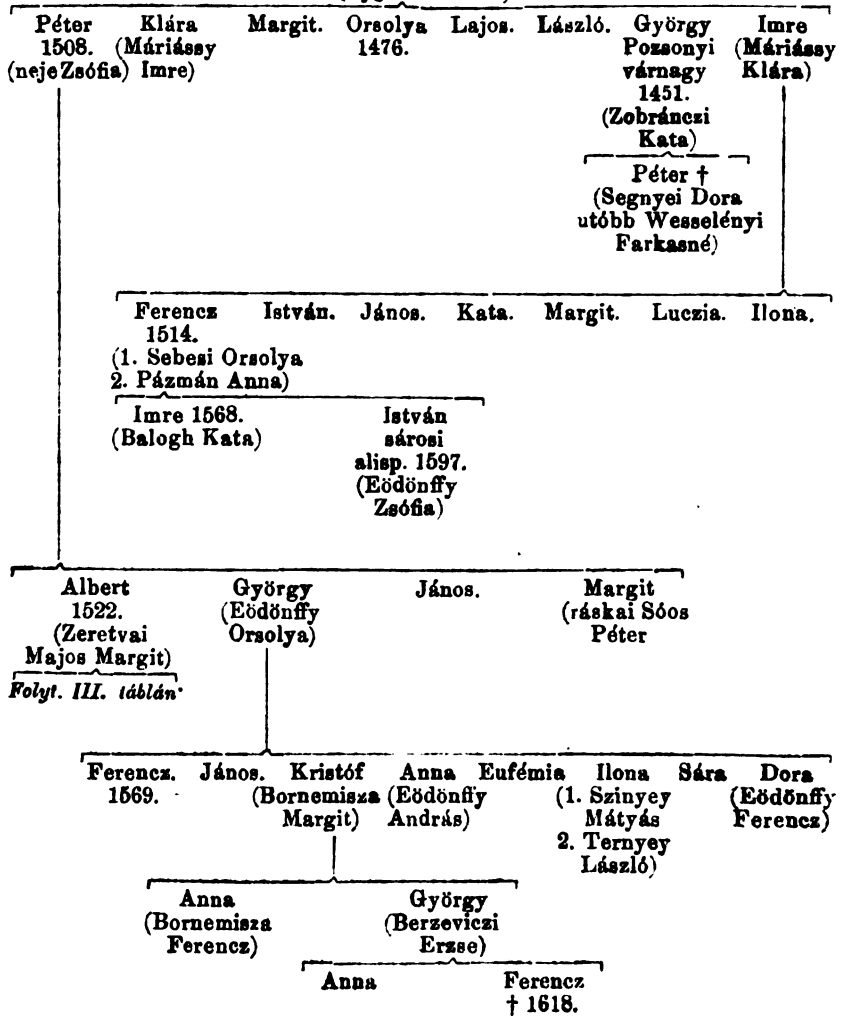 Péter Klára Margit. Orsolya Lajos. László. György Imre
1508. (Máriássy 1476. Pozsonyi (Máriássy
(neje Zsófia) Imre) várnagy Klára)
1451.
(Zobránczi
Kata)
Péter †
(Segnyei Dora
utóbb Wesselényi
Farkasné)
Ferencz István. János. Kata. Margit. Luczia. Ilona.
1514.
(1. Sebesi Orsolya
2. Pázmán Anna)
Imre 1568. István
(Balogh Kata) sárosi
alisp. 1597.
(Eödönffy
Zsófia)
Albert György János. Margit
1522. (Eödönffy (ráskai Sóos
(Zeretvai Orsolya) Péter
Majos Margit)
Folyt. III. táblán·
Ferencz. János. Kristóf Anna Eufémia Ilona Sára Dora
1569. (Bornemisza (Eödönffy (1. Szinyey (Eödönffy
Margit) András) Mátyás Ferencz)
2. Ternyey
László)
Anna György
(Bornemisza (Berzeviczi
Ferencz) Erzse)
Anna Ferencz
† 1618.